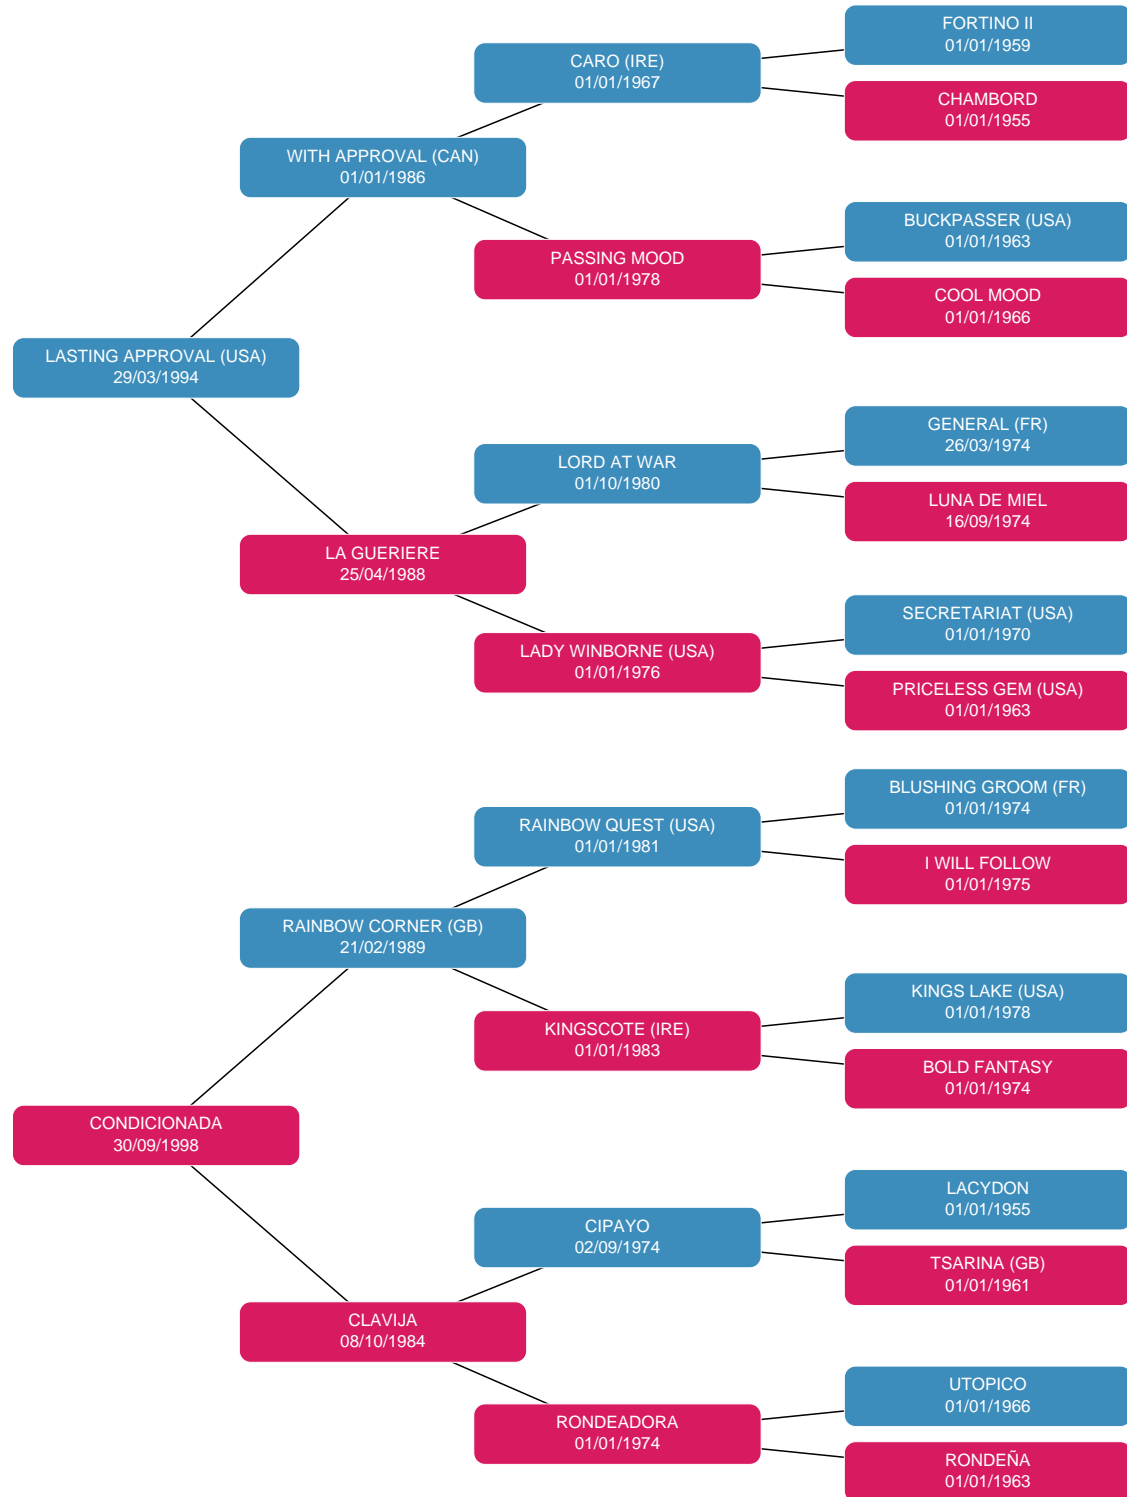 FORTINO II
01/01/1959
CARO (IRE)
01/01/1967
CHAMBORD
01/01/1955
WITH APPROVAL (CAN)
01/01/1986
BUCKPASSER (USA)
01/01/1963
PASSING MOOD
01/01/1978
COOL MOOD
01/01/1966
LASTING APPROVAL (USA)
29/03/1994
GENERAL (FR)
26/03/1974
LORD AT WAR
01/10/1980
LUNA DE MIEL
16/09/1974
LA GUERIERE
25/04/1988
SECRETARIAT (USA)
01/01/1970
LADY WINBORNE (USA)
01/01/1976
PRICELESS GEM (USA)
01/01/1963
BLUSHING GROOM (FR)
01/01/1974
RAINBOW QUEST (USA)
01/01/1981
I WILL FOLLOW
01/01/1975
RAINBOW CORNER (GB)
21/02/1989
KINGS LAKE (USA)
01/01/1978
KINGSCOTE (IRE)
01/01/1983
BOLD FANTASY
01/01/1974
CONDICIONADA
30/09/1998
LACYDON
01/01/1955
CIPAYO
02/09/1974
TSARINA (GB)
01/01/1961
CLAVIJA
08/10/1984
UTOPICO
01/01/1966
RONDEADORA
01/01/1974
RONDEÑA
01/01/1963